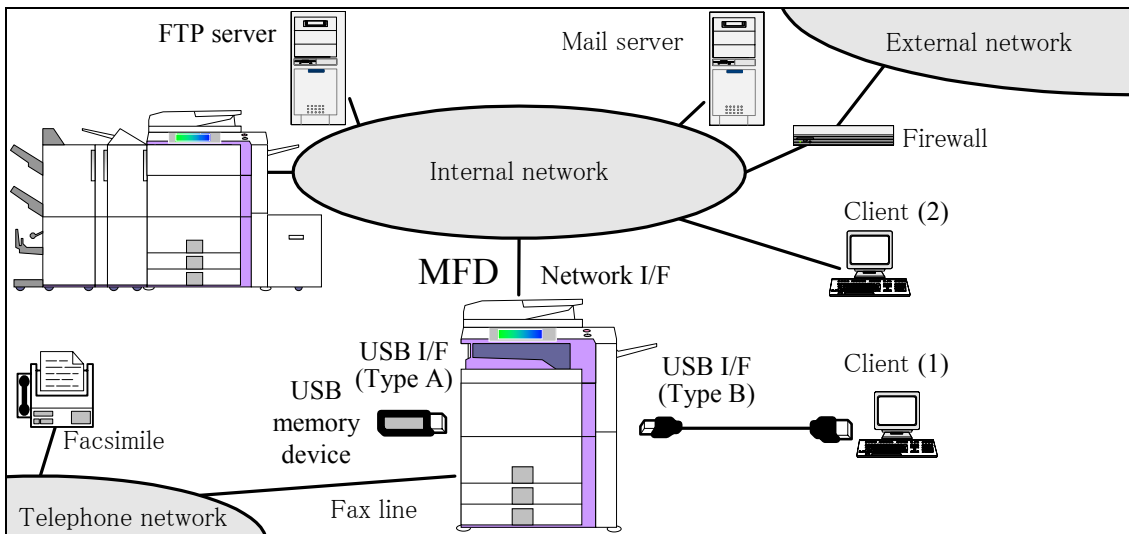 FTP server
Mail server
External network
Firewall
Internal network
Client (2)
MFD
Network I/F
USB I/F
(Type A)
USB I/F
(Type B)
Client (1)
USB
memory
device
Facsimile
Fax line
Telephone network